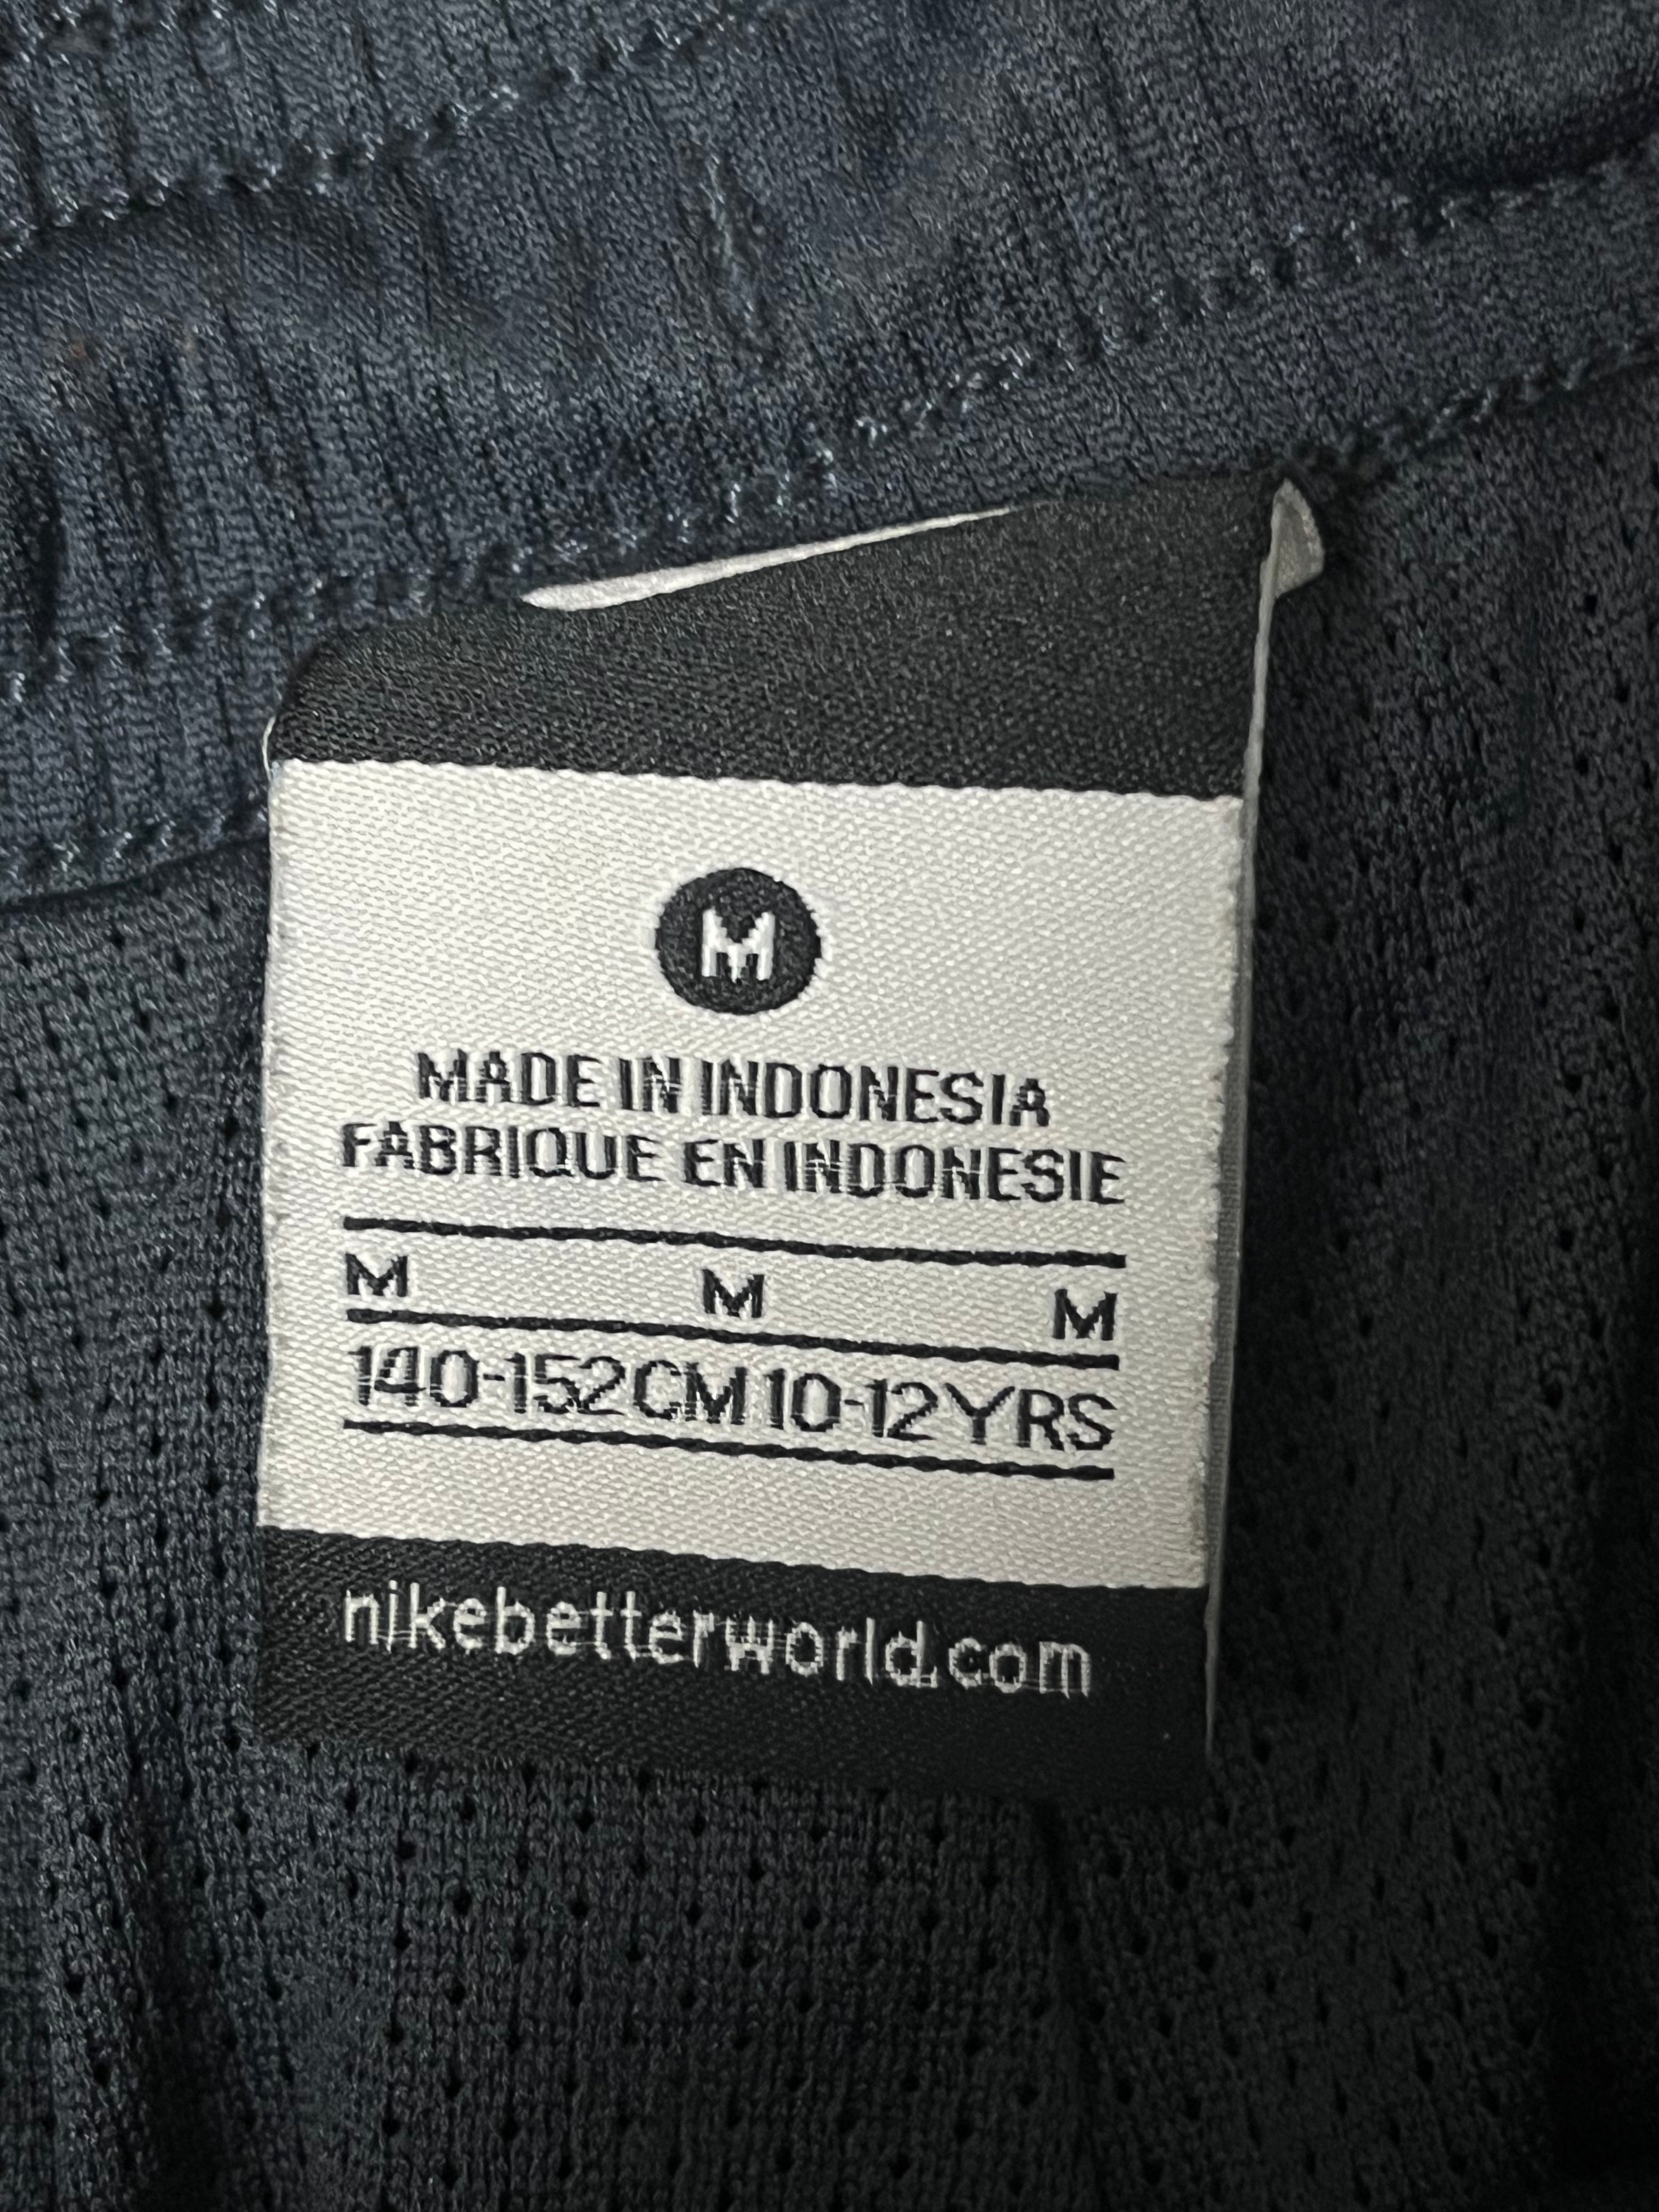 M
MADE IN INDONESIA
FABRIQUE EN INDONESIE
M M M
140-152CM 10-12YRS
nikebetterworld.com